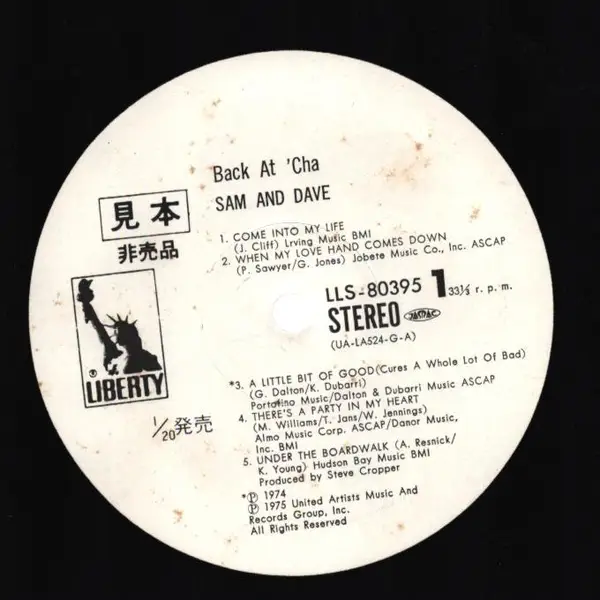 Back At 'Cha
SAM AND DAVE
見本
非売品
1. COME INTO MY LIFE
(J. Cliff) Lrving Music BMI
2. WHEN MY LOVE HAND COMES DOWN
(P. Sawyer/G. Jones) Jobete Music Co., Inc. ASCAP
LLS-80395 1 33⅓ r. p. m.
STEREO JASRAC
(UA-LA524-G-A)
® LIBERTY
1/20発売
*3. A LITTLE BIT OF GOOD (Cures A Whole Lot Of Bad)
(G. Dalton/K. Dubarri)
Portofino Music/Dalton & Dubarri Music ASCAP
4. THERE'S A PARTY IN MY HEART
(M. Williams/T. Jans/W. Jennings)
Almo Music Corp. ASCAP/Danor Music,
Inc. BMI
5. UNDER THE BOARDWALK (A. Resnick/
K. Young) Hudson Bay Music BMI
Produced by Steve Cropper
*℗ 1974
℗ 1975 United Artists Music And
Records Group, Inc.
All Rights Reserved